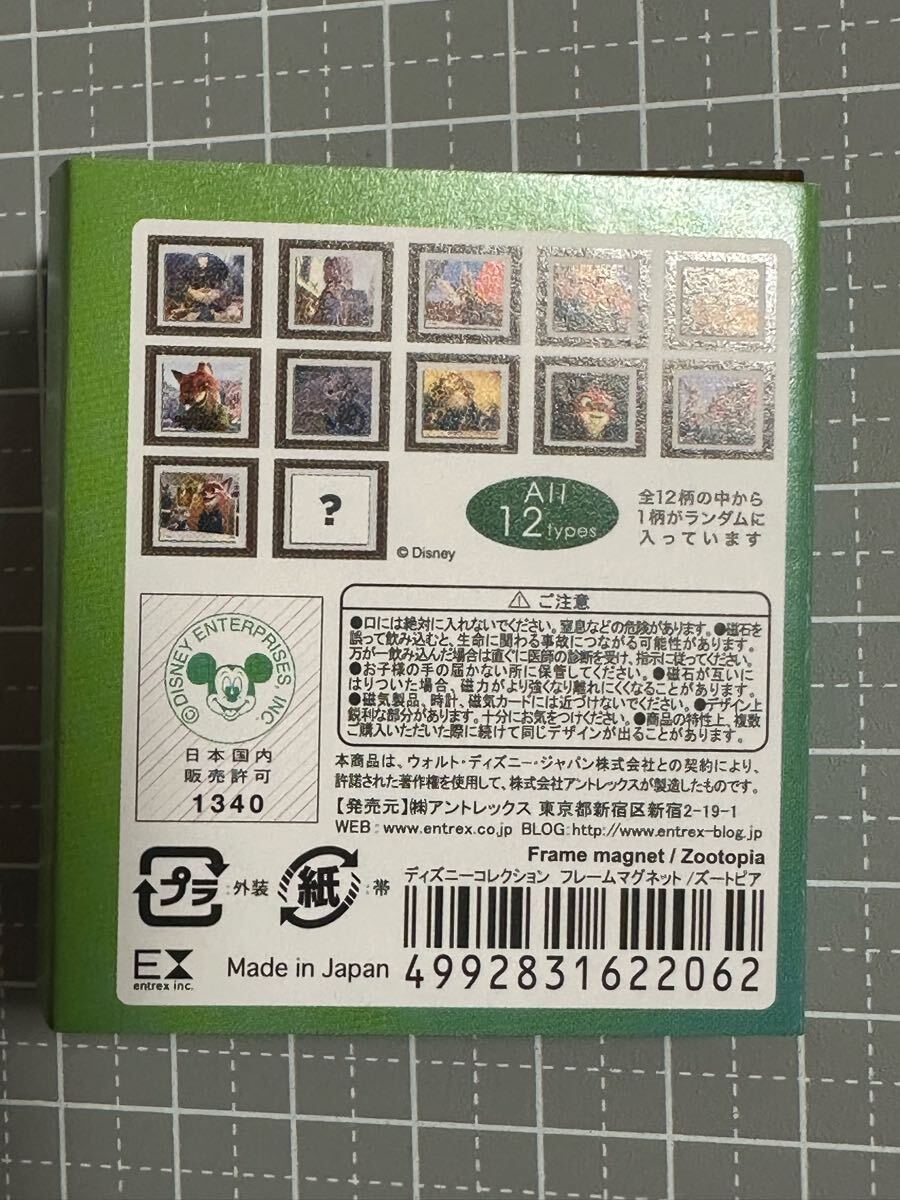 ?
© Disney
All
12 types
全12柄の中から
1柄がランダムに
入っています
©DISNEY ENTERPRISES, INC
日本国内
販売許可
1340
⚠ ご注意
●口には絶対に入れないでください。窒息などの危険があります。●磁石を
誤って飲み込むと、生命に関わる事故につながる可能性があります。
万が一飲み込んだ場合は直ぐに医師の診断を受け、指示に従ってください。
●お子様の手の届かない所に保管してください。●磁石が互いに
はりついた場合、磁力がより強くなり離れにくくなることがあります。
●磁気製品、時計、磁気カードには近づけないでください。●デザイン上
鋭利な部分があります。十分にお気をつけください。●商品の特性上、複数
ご購入いただいた際に続けて同じデザインが出ることがあります。
本商品は、ウォルト・ディズニー・ジャパン株式会社との契約により、
許諾された著作権を使用して、株式会社アントレックスが製造したものです。
【発売元】㈱アントレックス 東京都新宿区新宿2-19-1
WEB:www.entrex.co.jp BLOG:http://www.entrex-blog.jp
Frame magnet / Zootopia
ディズニーコレクション フレームマグネット/ズートピア
プラ:外装 紙:帯
EX
entrex inc.
Made in Japan
4992831622062